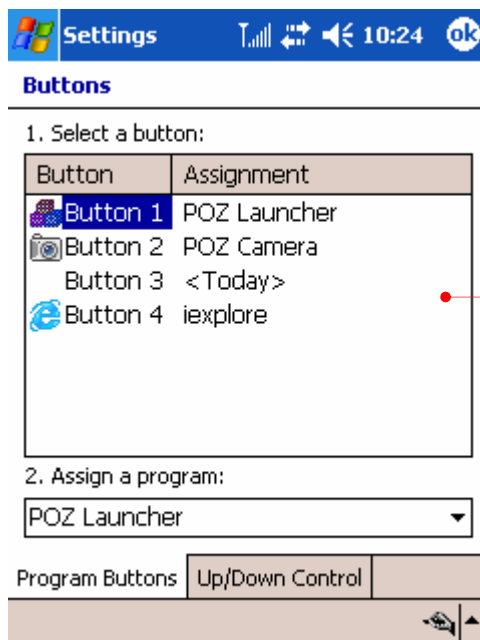 Settings 10:24 ok
Buttons
1. Select a button:
Button Assignment
Button 1 POZ Launcher
Button 2 POZ Camera
Button 3 <Today>
Button 4 iexplore
2. Assign a program:
POZ Launcher
Program Buttons Up/Down Control